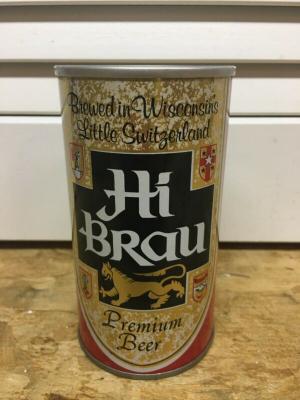 Brewed in Wisconsin's
Little Switzerland
Hi
Brau
Premium
Beer